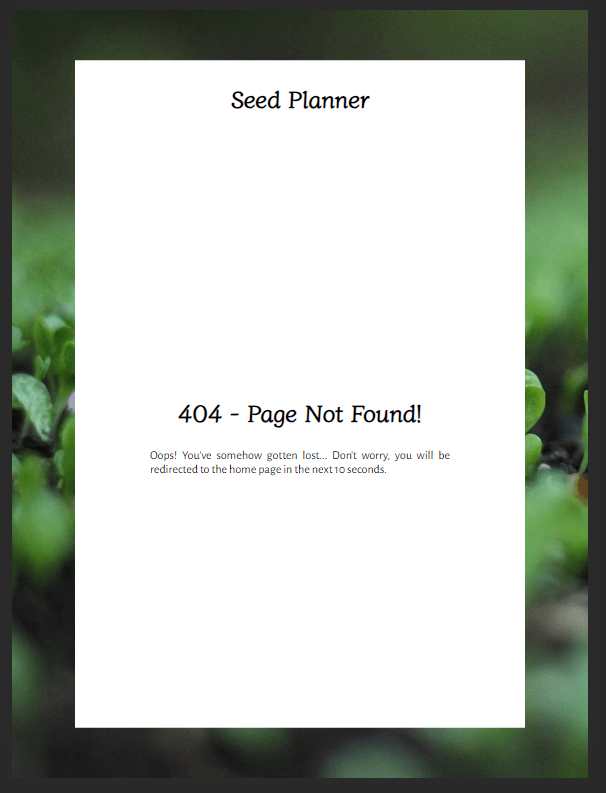 Seed Planner
404 - Page Not Found!
Oops! You've somehow gotten lost... Don't worry, you will be
redirected to the home page in the next 10 seconds.